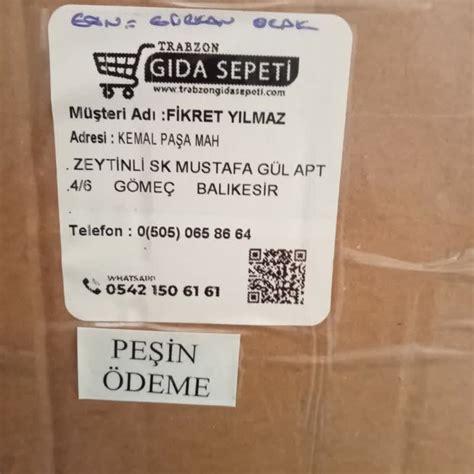 GÜRKAN OCAK
TRABZON
GIDA SEPETİ
www.trabzongidasepeti.com
Müşteri Adı :FİKRET YILMAZ
Adresi : KEMAL PAŞA MAH
. ZEYTİNLİ SK MUSTAFA GÜL APT
.4/6 GÖMEÇ BALIKESİR
Telefon : 0(505) 065 86 64
WHATSAPP
0542 150 61 61
PEŞİN
ÖDEME